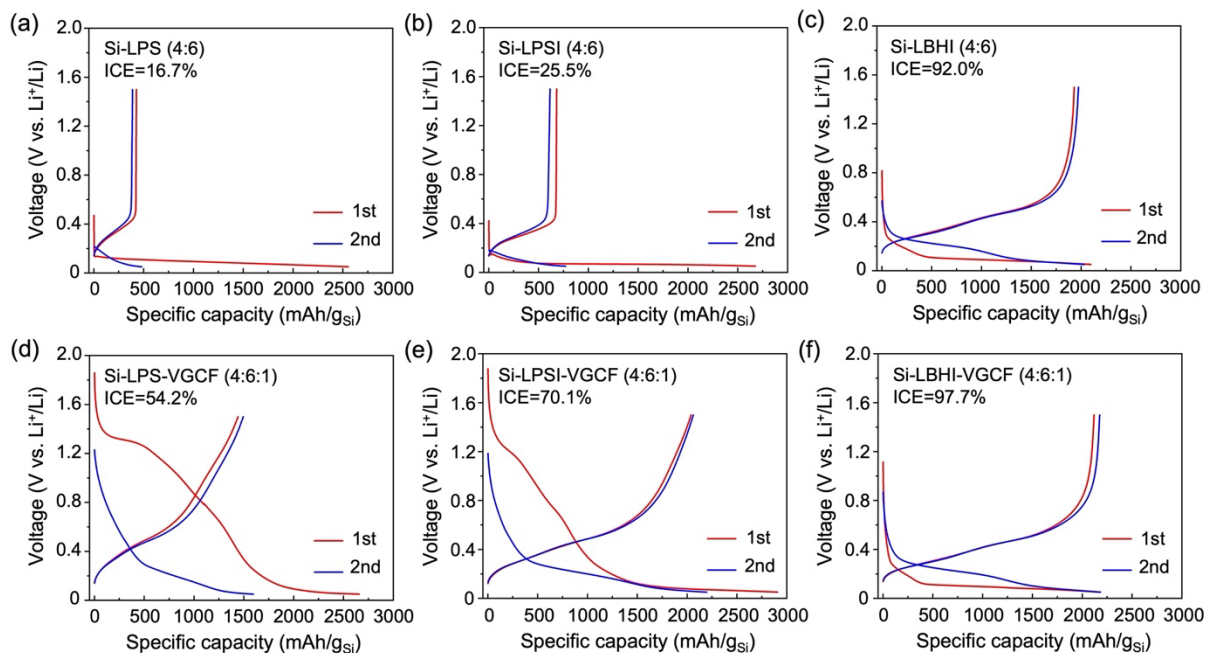 (a)
Si-LPS (4:6)
ICE=16.7%
2.0
1.6
1.2
0.8
0.4
0
Voltage (V vs. Li⁺/Li)
1st
2nd
0 500 1000 1500 2000 2500 3000
Specific capacity (mAh/gSi)
(b)
Si-LPSI (4:6)
ICE=25.5%
2.0
1.6
1.2
0.8
0.4
0
Voltage (V vs. Li⁺/Li)
1st
2nd
0 500 1000 1500 2000 2500 3000
Specific capacity (mAh/gSi)
(c)
Si-LBHI (4:6)
ICE=92.0%
2.0
1.6
1.2
0.8
0.4
0
Voltage (V vs. Li⁺/Li)
1st
2nd
0 500 1000 1500 2000 2500 3000
Specific capacity (mAh/gSi)
(d)
Si-LPS-VGCF (4:6:1)
ICE=54.2%
2.0
1.6
1.2
0.8
0.4
0
Voltage (V vs. Li⁺/Li)
1st
2nd
0 500 1000 1500 2000 2500 3000
Specific capacity (mAh/gSi)
(e)
Si-LPSI-VGCF (4:6:1)
ICE=70.1%
2.0
1.6
1.2
0.8
0.4
0
Voltage (V vs. Li⁺/Li)
1st
2nd
0 500 1000 1500 2000 2500 3000
Specific capacity (mAh/gSi)
(f)
Si-LBHI-VGCF (4:6:1)
ICE=97.7%
2.0
1.6
1.2
0.8
0.4
0
Voltage (V vs. Li⁺/Li)
1st
2nd
0 500 1000 1500 2000 2500 3000
Specific capacity (mAh/gSi)